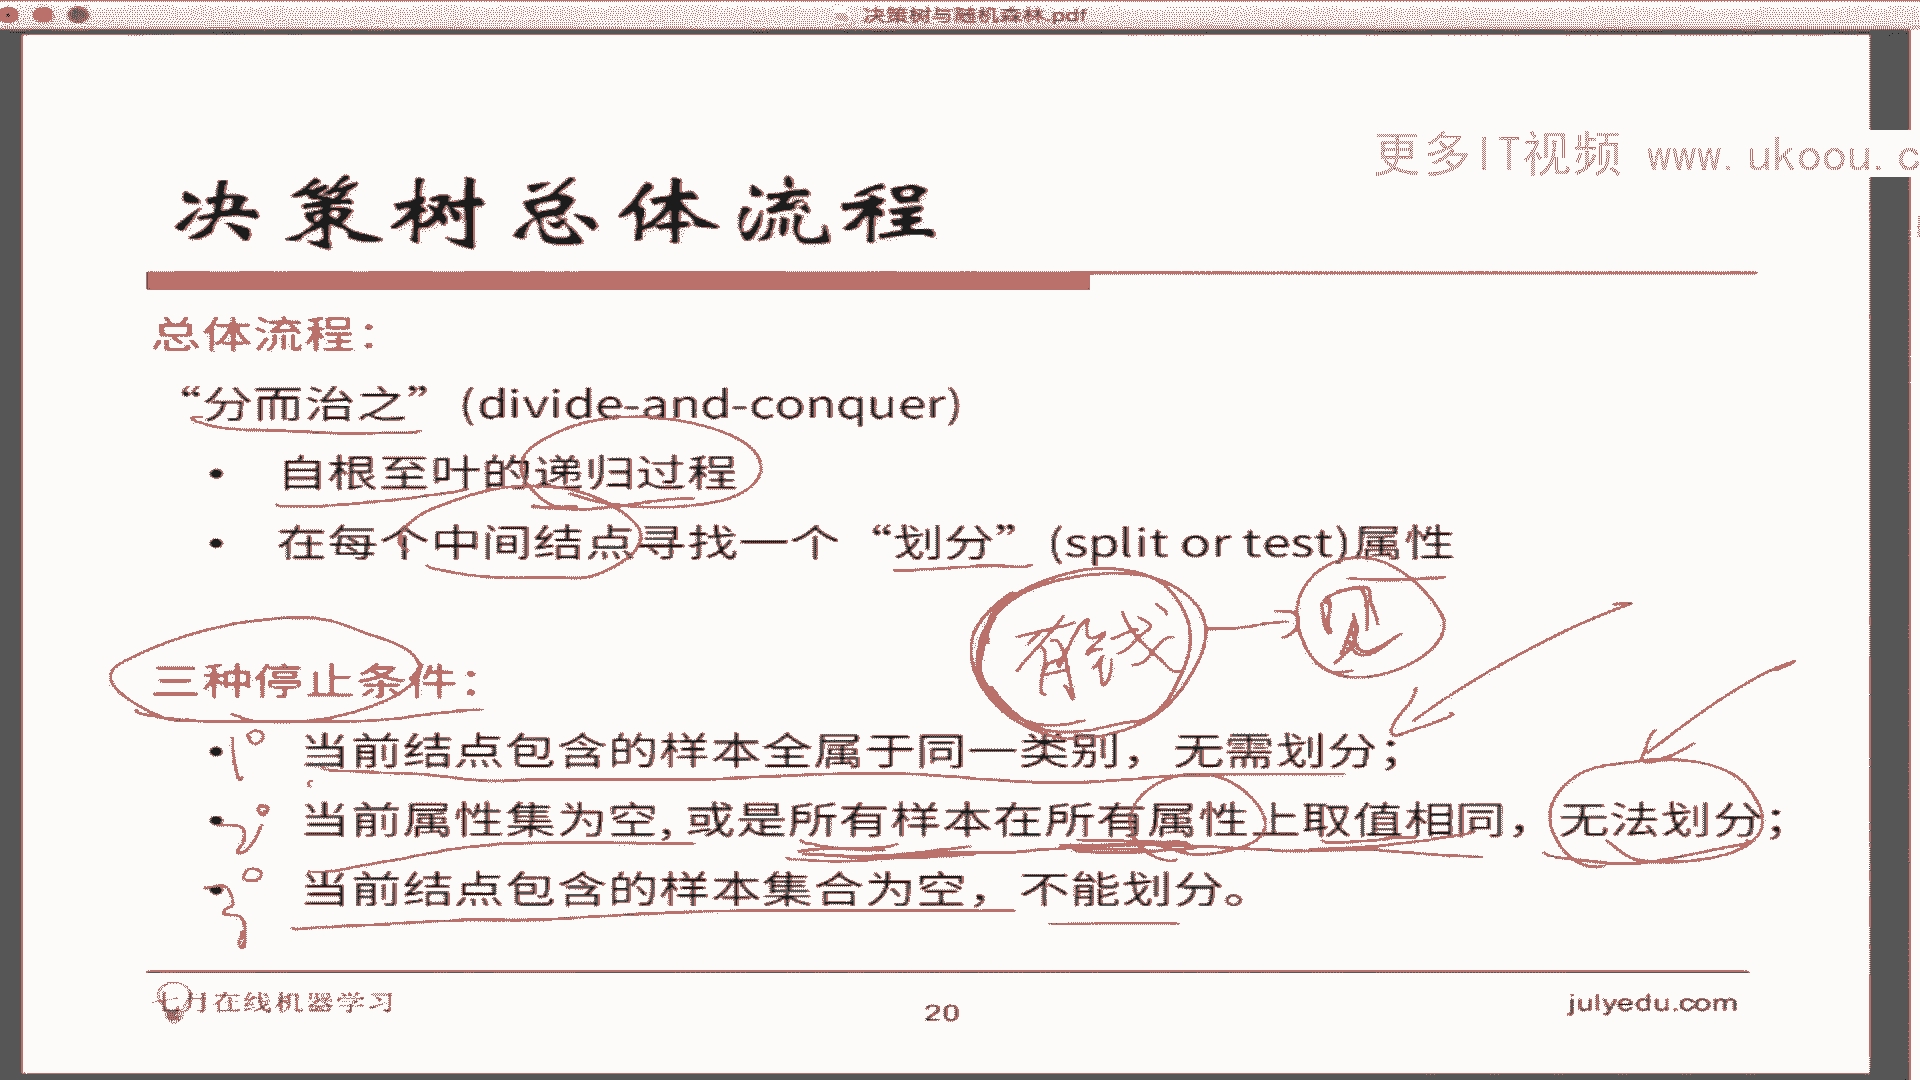 决策树与随机森林.pdf
更多IT视频 www.ukoou.c
决策树总体流程
总体流程：
“分而治之”(divide-and-conquer)
• 自根至叶的递归过程
• 在每个中间结点寻找一个“划分”(split or test)属性
有钱
见
三种停止条件：
1° • 当前结点包含的样本全属于同一类别，无需划分；
2° • 当前属性集为空, 或是所有样本在所有属性上取值相同，无法划分；
3° • 当前结点包含的样本集合为空，不能划分。
七月在线机器学习
20
julyedu.com